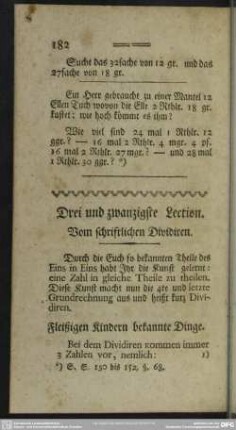 182
Sucht das 32fache von 12 gr. und das
27fache von 18 gr.
Ein Herr gebraucht zu einer Mantel 12
Ellen Tuch wovon die Elle 2 Rthlr. 18 gr.
kostet: wie hoch kömmt es ihm?
Wie viel sind 24 mal 1 Rthlr. 12
ggr.? — 16 mal 2 Rthlr. 4 mgr. 4 pf.
16 mal 2 Rthlr. 27 mgr.? — und 28 mal
1 Rthlr. 30 ggr.? *)
Drei und zwanzigste Lection.
Vom schriftlichen Dividiren.
Durch die Euch so bekannten Theile des
Eins in Eins habt Ihr die Kunst gelernt:
eine Zahl in gleiche Theile zu theilen.
Diese Kunst macht nun die 4te und letzte
Grundrechnung aus und heißt kurz Divi-
diren.
Fleißigen Kindern bekannte Dinge.
Bei dem Dividiren kommen immer
3 Zahlen vor, nemlich: 1)
*) S. S. 150 bis 152, §. 68.